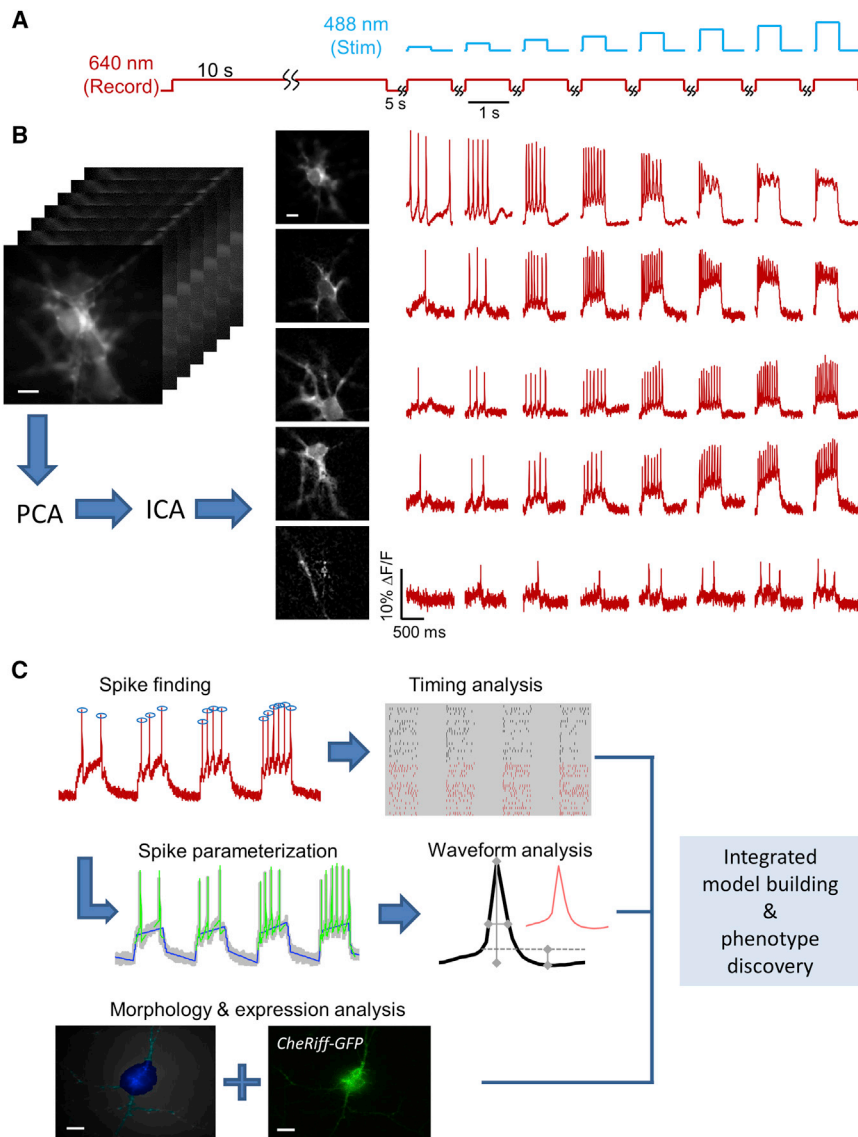 A
488 nm
(Stim)
640 nm
(Record)
10 s
5 s
1 s
B
PCA
ICA
10% ΔF/F
500 ms
C
Spike finding
Timing analysis
Spike parameterization
Waveform analysis
Integrated
model building
&
phenotype
discovery
Morphology & expression analysis
CheRiff-GFP